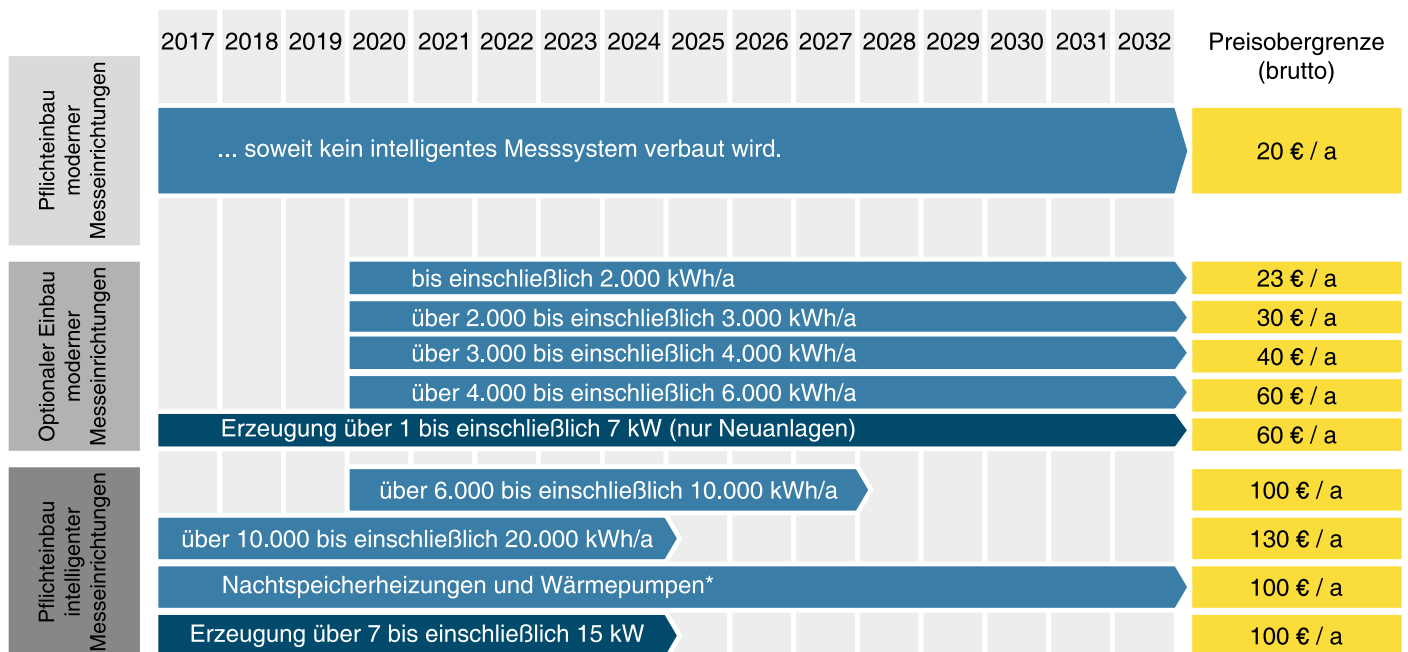 2017 2018 2019 2020 2021 2022 2023 2024 2025 2026 2027 2028 2029 2030 2031 2032
Preisobergrenze
(brutto)
Pflichteinbau
moderner
Messeinrichtungen
... soweit kein intelligentes Messsystem verbaut wird.
20 € / a
Optionaler Einbau
moderner
Messeinrichtungen
bis einschließlich 2.000 kWh/a
23 € / a
über 2.000 bis einschließlich 3.000 kWh/a
30 € / a
über 3.000 bis einschließlich 4.000 kWh/a
40 € / a
über 4.000 bis einschließlich 6.000 kWh/a
60 € / a
Erzeugung über 1 bis einschließlich 7 kW (nur Neuanlagen)
60 € / a
Pflichteinbau
intelligenter
Messeinrichtungen
über 6.000 bis einschließlich 10.000 kWh/a
100 € / a
über 10.000 bis einschließlich 20.000 kWh/a
130 € / a
Nachtspeicherheizungen und Wärmepumpen*
100 € / a
Erzeugung über 7 bis einschließlich 15 kW
100 € / a